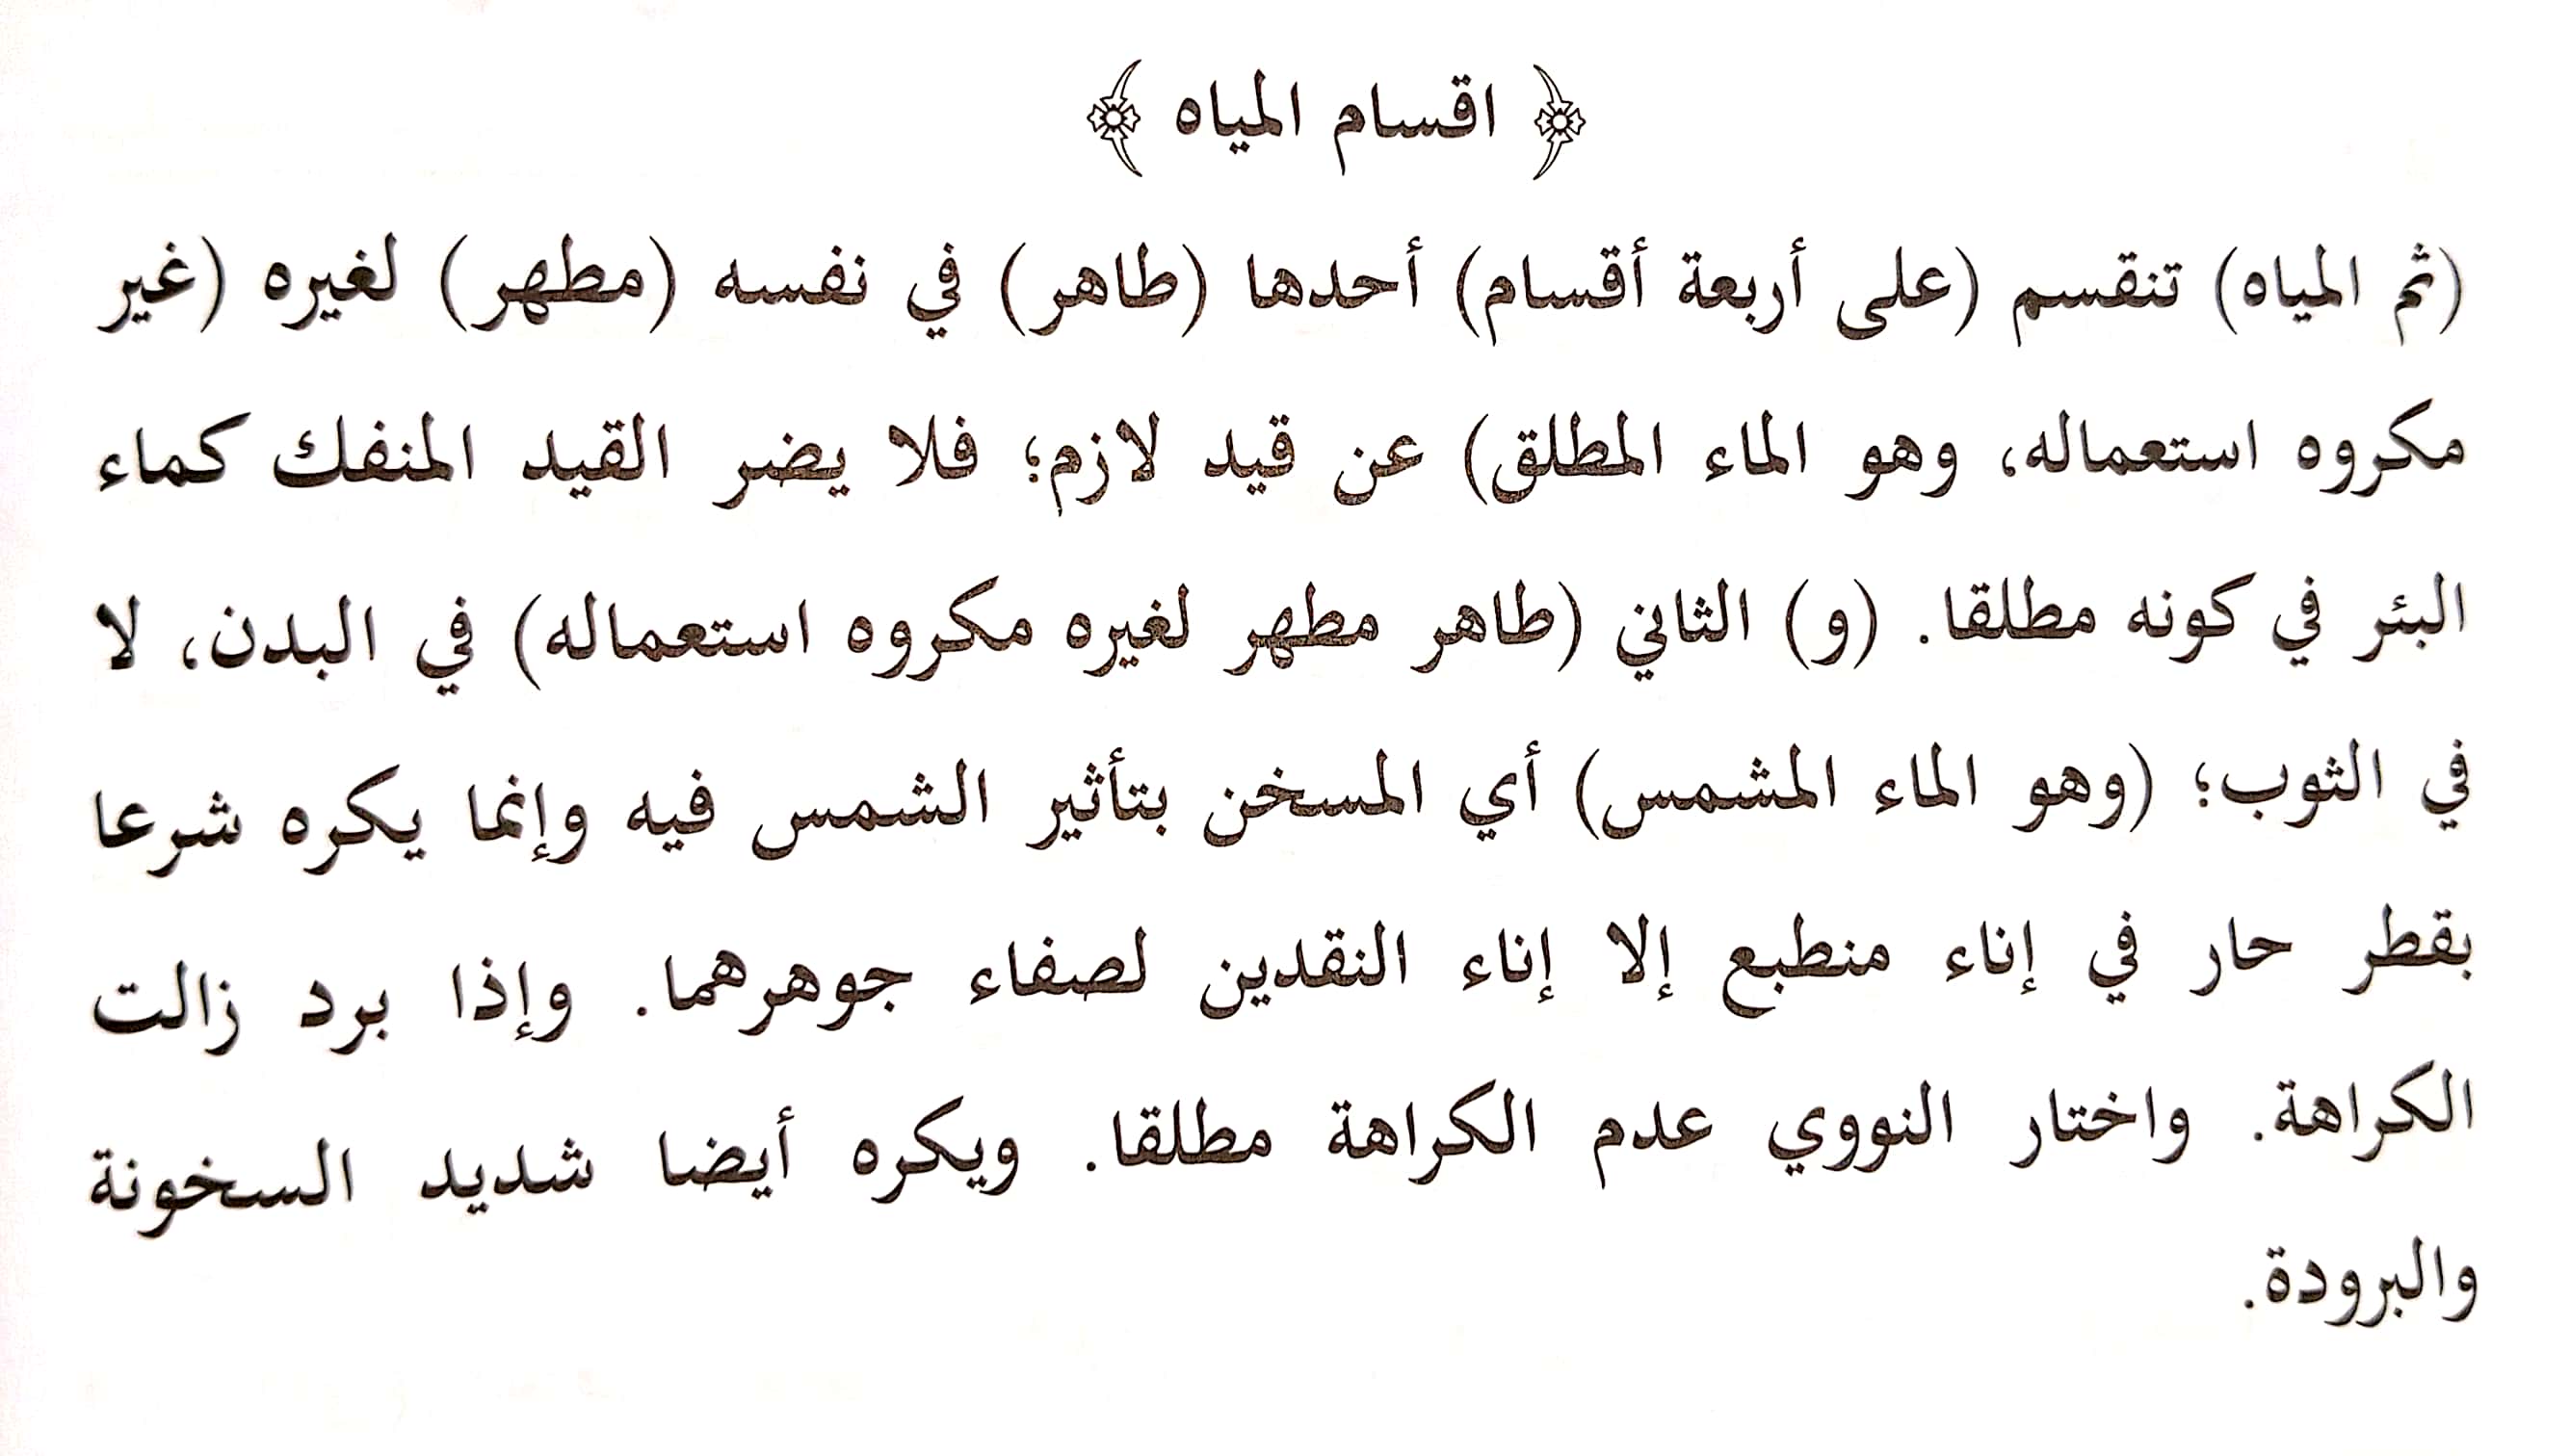 ﴿ اقسام المياه ﴾
(ثم المياه) تنقسم (على أربعة أقسام) أحدها (طاهر) في نفسه (مطهر) لغيره (غير
مكروه استعماله، وهو الماء المطلق) عن قيد لازم؛ فلا يضر القيد المنفك كماء
البئر في كونه مطلقا. (و) الثاني (طاهر مطهر لغيره مكروه استعماله) في البدن، لا
في الثوب؛ (وهو الماء المشمس) أي المسخن بتأثير الشمس فيه وإنما يكره شرعا
بقطر حار في إناء منطبع إلا إناء النقدين لصفاء جوهرهما. وإذا برد زالت
الكراهة. واختار النووي عدم الكراهة مطلقا. ويكره أيضا شديد السخونة
والبرودة.